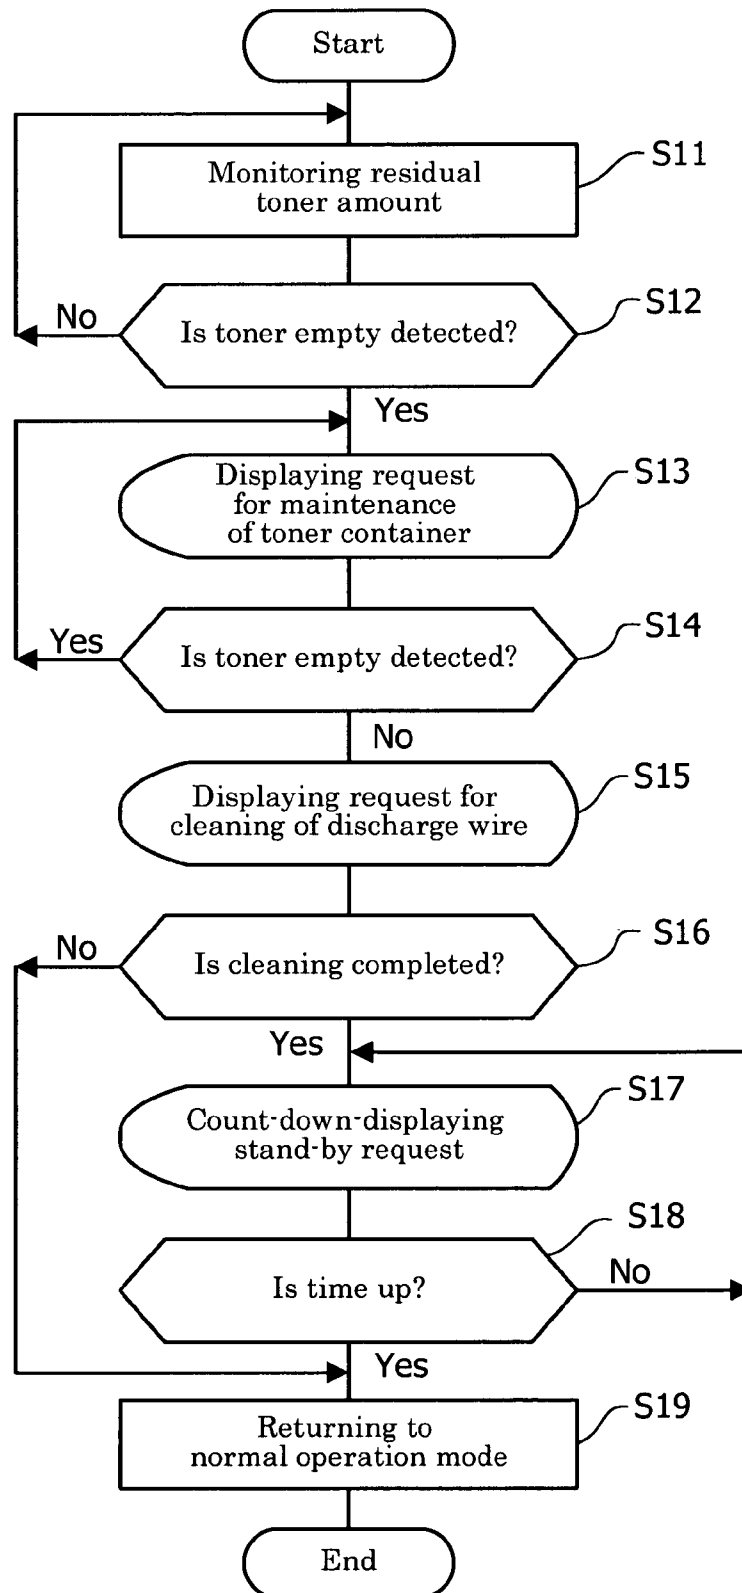 Start
Monitoring residual
toner amount
S11
Is toner empty detected?
S12
No
Yes
Displaying request
for maintenance
of toner container
S13
Is toner empty detected?
S14
Yes
No
Displaying request for
cleaning of discharge wire
S15
Is cleaning completed?
S16
No
Yes
Count-down-displaying
stand-by request
S17
Is time up?
S18
No
Yes
Returning to
normal operation mode
S19
End